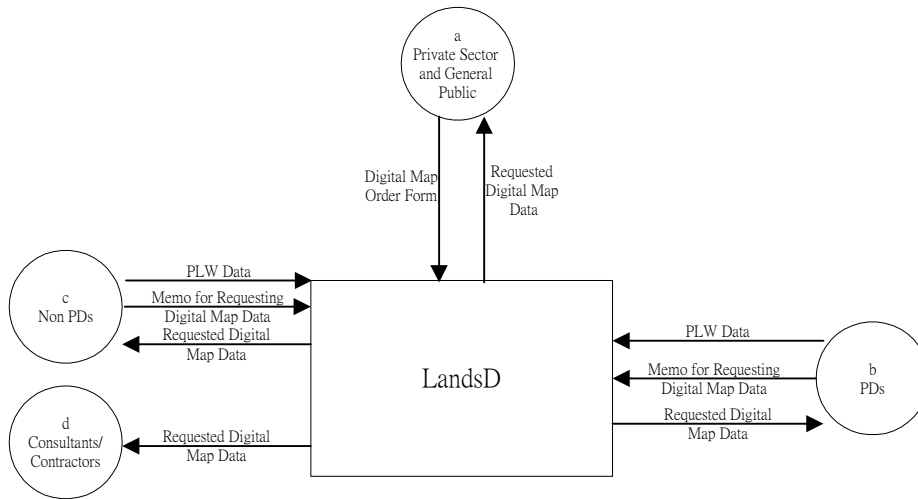 a
Private Sector
and General
Public
Digital Map
Order Form
Requested
Digital Map
Data
c
Non PDs
PLW Data
Memo for Requesting
Digital Map Data
Requested Digital
Map Data
LandsD
PLW Data
Memo for Requesting
Digital Map Data
Requested Digital
Map Data
b
PDs
d
Consultants/
Contractors
Requested Digital
Map Data